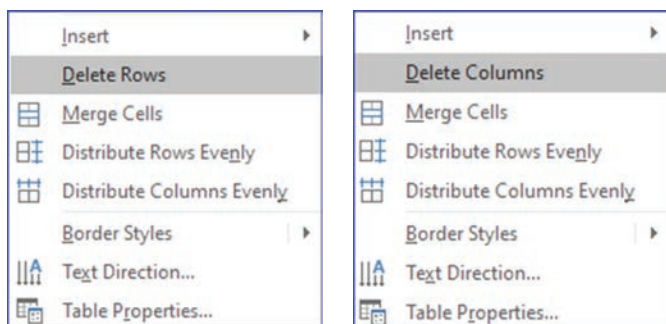 Insert
Delete Rows
Merge Cells
Distribute Rows Evenly
Distribute Columns Evenly
Border Styles
Text Direction...
Table Properties...
Insert
Delete Columns
Merge Cells
Distribute Rows Evenly
Distribute Columns Evenly
Border Styles
Text Direction...
Table Properties...